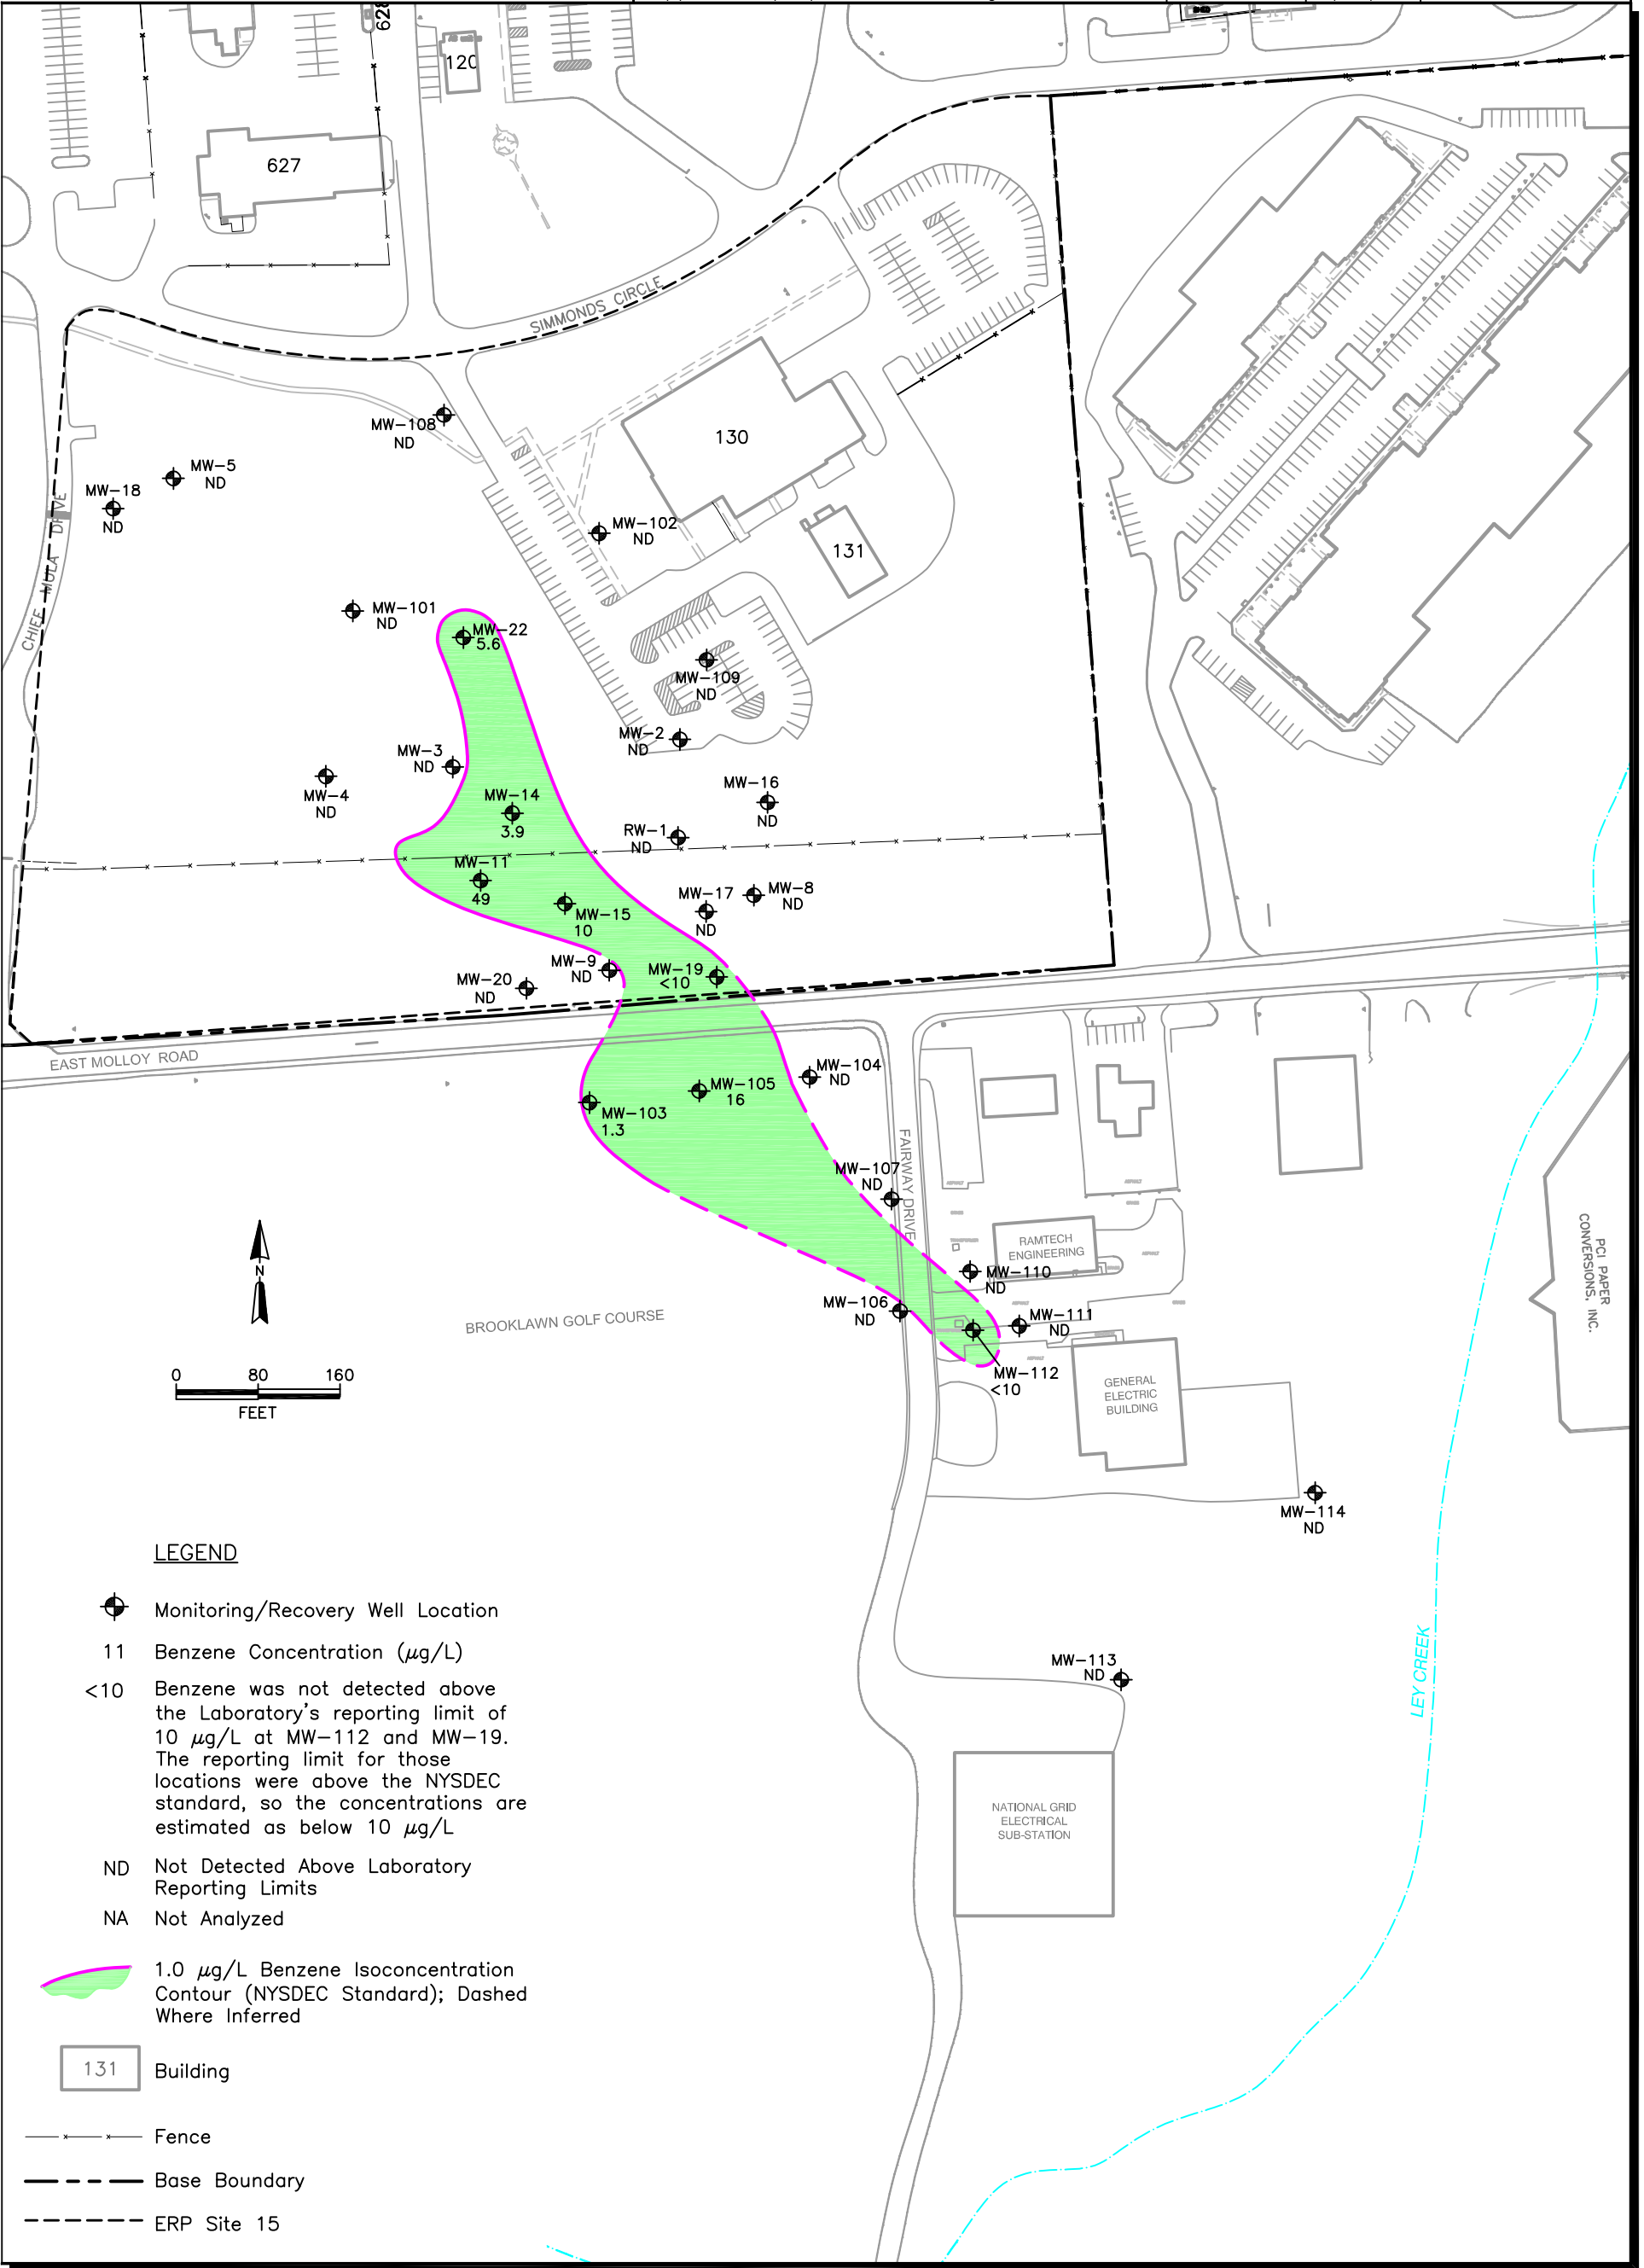 628
120
627
SIMMONDS CIRCLE
130
131
MW-108
ND
MW-5
ND
MW-18
ND
CHIEF MULA DRIVE
MW-102
ND
MW-101
ND
MW-22
5.6
MW-109
ND
MW-2
ND
MW-3
ND
MW-4
ND
MW-14
3.9
MW-16
ND
RW-1
ND
MW-11
49
MW-15
10
MW-17
ND
MW-8
ND
MW-9
ND
MW-20
ND
MW-19
<10
EAST MOLLOY ROAD
MW-104
ND
MW-105
16
MW-103
1.3
FAIRWAY DRIVE
MW-107
ND
RAMTECH
ENGINEERING
ASPHALT
ASPHALT
ASPHALT
TRANSFORMER
MW-110
ND
MW-106
ND
MW-111
ND
ASPHALT
ASPHALT
MW-112
<10
GENERAL
ELECTRIC
BUILDING
PCI PAPER
CONVERSIONS, INC.
N
BROOKLAWN GOLF COURSE
0 80 160
FEET
MW-114
ND
MW-113
ND
LEY CREEK
NATIONAL GRID
ELECTRICAL
SUB-STATION
LEGEND
Monitoring/Recovery Well Location
11 Benzene Concentration (µg/L)
<10 Benzene was not detected above
the Laboratory's reporting limit of
10 µg/L at MW-112 and MW-19.
The reporting limit for those
locations were above the NYSDEC
standard, so the concentrations are
estimated as below 10 µg/L
ND Not Detected Above Laboratory
Reporting Limits
NA Not Analyzed
1.0 µg/L Benzene Isoconcentration
Contour (NYSDEC Standard); Dashed
Where Inferred
131 Building
Fence
Base Boundary
ERP Site 15